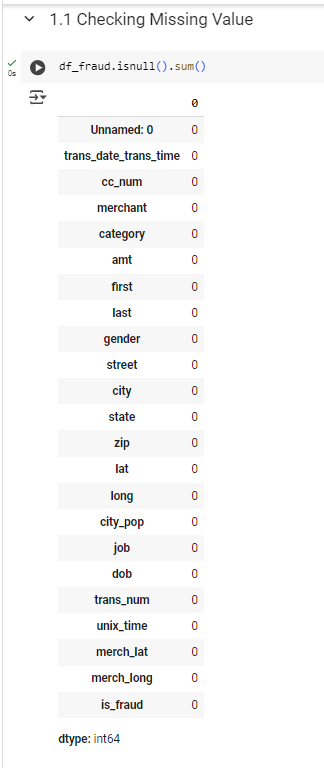 1.1 Checking Missing Value
0s
df_fraud.isnull().sum()
0
Unnamed: 0 0
trans_date_trans_time 0
cc_num 0
merchant 0
category 0
amt 0
first 0
last 0
gender 0
street 0
city 0
state 0
zip 0
lat 0
long 0
city_pop 0
job 0
dob 0
trans_num 0
unix_time 0
merch_lat 0
merch_long 0
is_fraud 0
dtype: int64